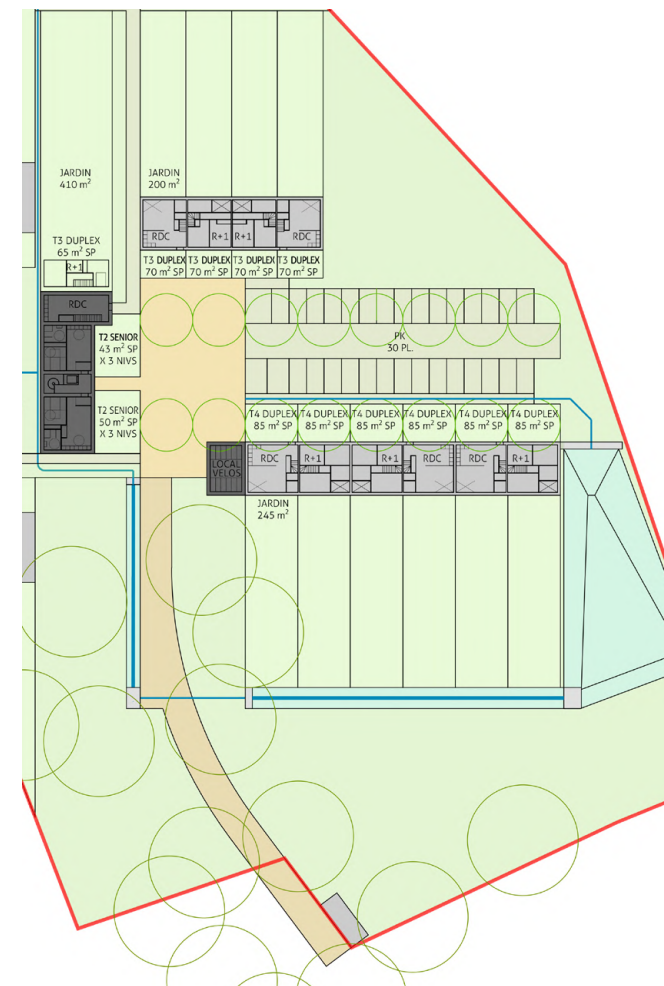 JARDIN
410 m²
JARDIN
200 m²
RDC
R+1
R+1
RDC
T3 DUPLEX
65 m² SP
R+1
T3 DUPLEX
70 m² SP
T3 DUPLEX
70 m² SP
T3 DUPLEX
70 m² SP
T3 DUPLEX
70 m² SP
RDC
T2 SENIOR
43 m² SP
X 3 NIVS
PK
30 PL.
T2 SENIOR
50 m² SP
X 3 NIVS
T4 DUPLEX
85 m² SP
T4 DUPLEX
85 m² SP
T4 DUPLEX
85 m² SP
T4 DUPLEX
85 m² SP
T4 DUPLEX
85 m² SP
T4 DUPLEX
85 m² SP
LOCAL
VELOS
RDC
R+1
R+1
RDC
RDC
R+1
JARDIN
245 m²